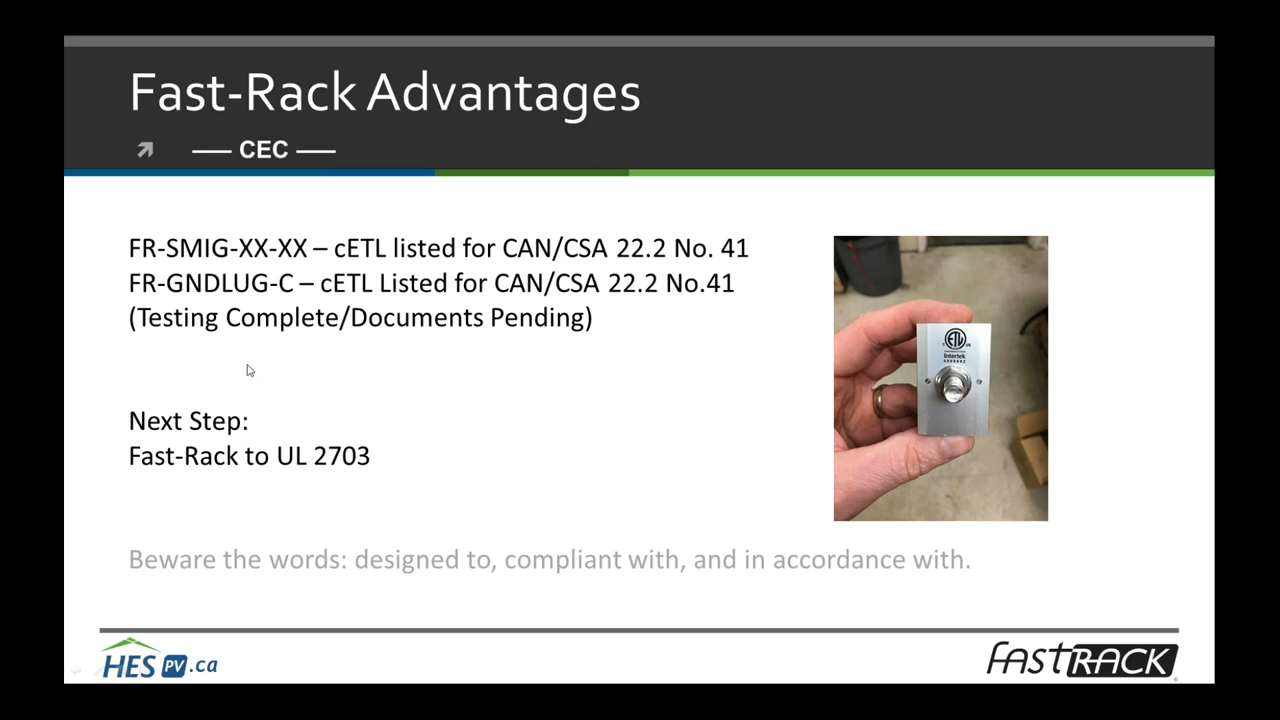 Fast-Rack Advantages
CEC
FR-SMIG-XX-XX – cETL listed for CAN/CSA 22.2 No. 41
FR-GNDLUG-C – cETL Listed for CAN/CSA 22.2 No.41
(Testing Complete/Documents Pending)
ETL
Intertek
Next Step:
Fast-Rack to UL 2703
Beware the words: designed to, compliant with, and in accordance with.
HES PV.ca
FASTRACK